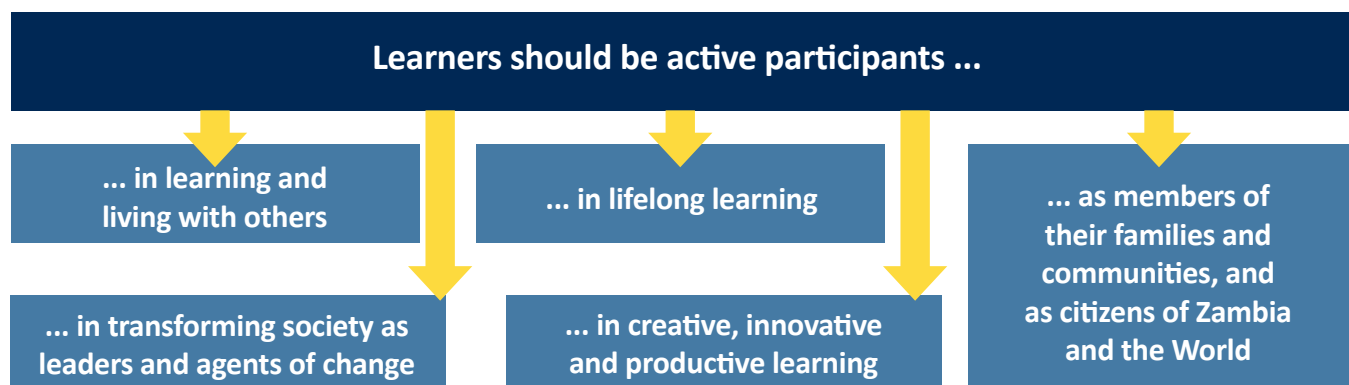 Learners should be active participants ...
... in learning and
living with others
... in lifelong learning
... as members of
their families and
communities, and
as citizens of Zambia
and the World
... in transforming society as
leaders and agents of change
... in creative, innovative
and productive learning